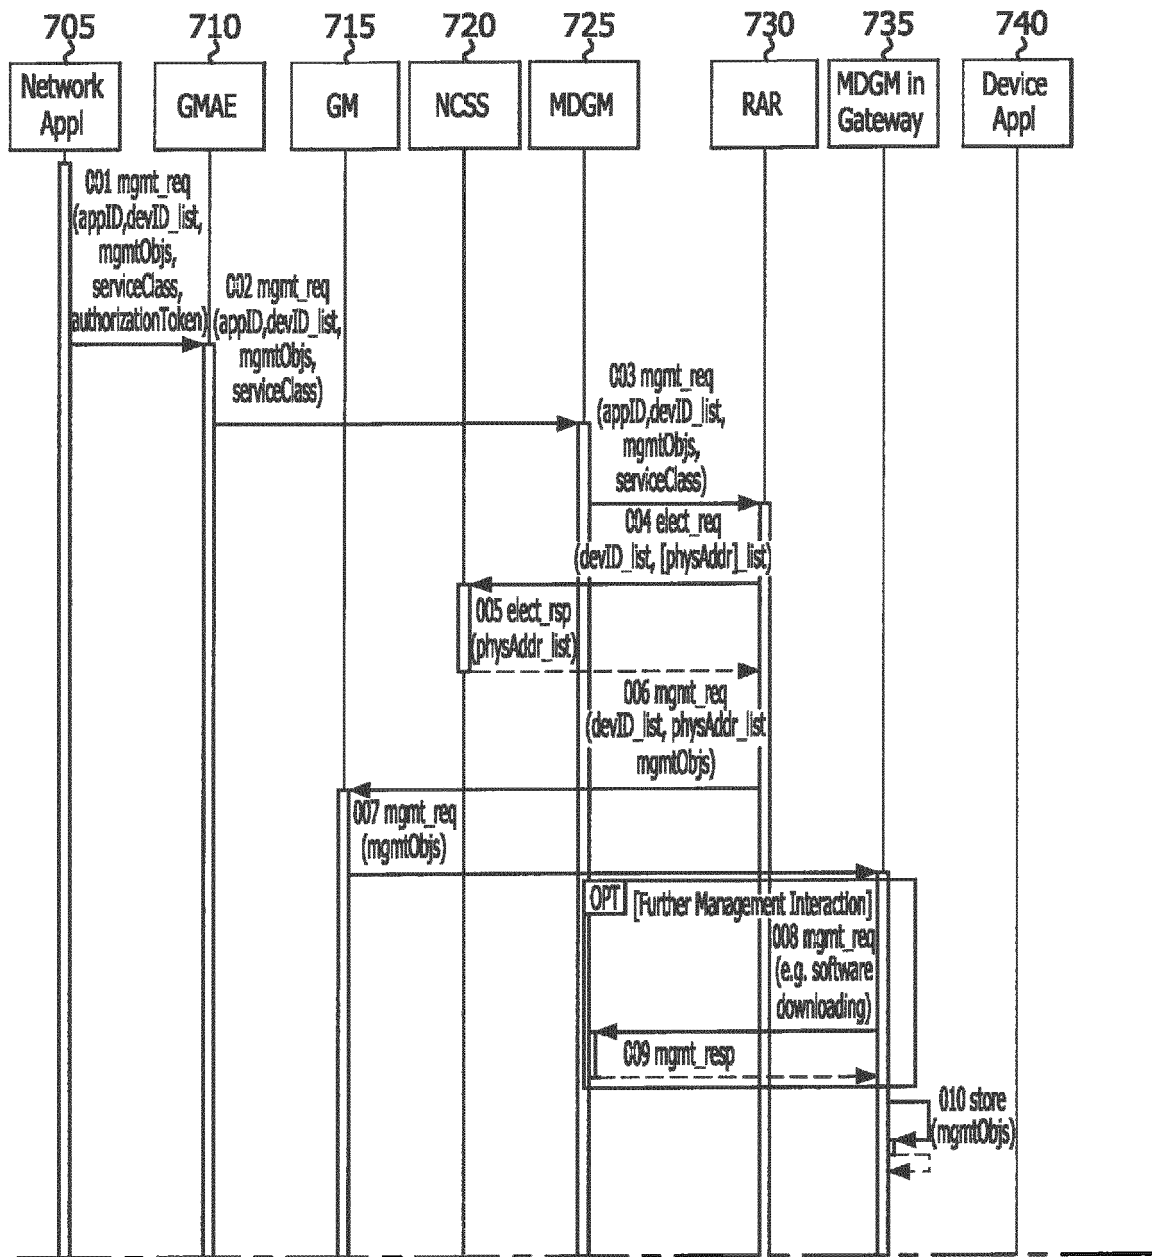 705 710 715 720 725 730 735 740
Network
Appl
GMAE
GM
NCSS
MDGM
RAR
MDGM in
Gateway
Device
Appl
001 mgmt_req
(appID,devID_list,
mgmtObjs,
serviceClass,
authorizationToken)
002 mgmt_req
(appID,devID_list,
mgmtObjs,
serviceClass)
003 mgmt_req
(appID,devID_list,
mgmtObjs,
serviceClass)
004 elect_req
(devID_list, [physAddr]_list)
005 elect_rsp
(physAddr_list)
006 mgmt_req
(devID_list, physAddr_list
mgmtObjs)
007 mgmt_req
(mgmtObjs)
OPT [Further Management Interaction]
008 mgmt_req
(e.g. software
downloading)
009 mgmt_resp
010 store
(mgmtObjs)